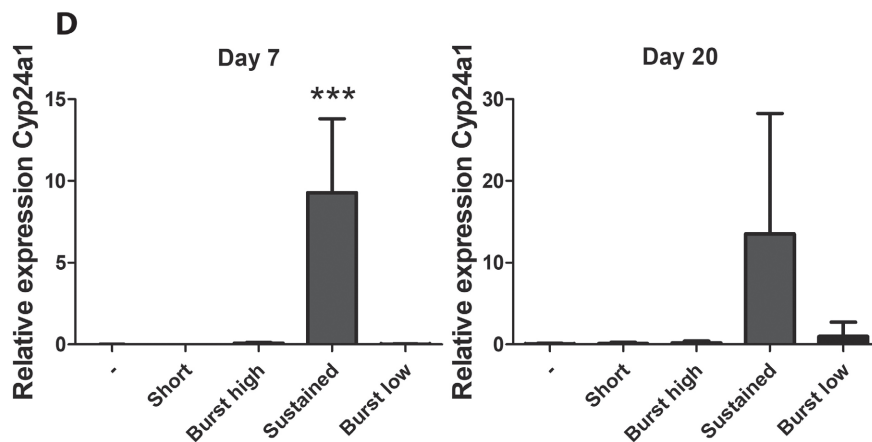 D
Day 7
Relative expression Cyp24a1
15
***
10
5
0
-
Short
Burst high
Sustained
Burst low
Day 20
Relative expression Cyp24a1
30
20
10
0
-
Short
Burst high
Sustained
Burst low